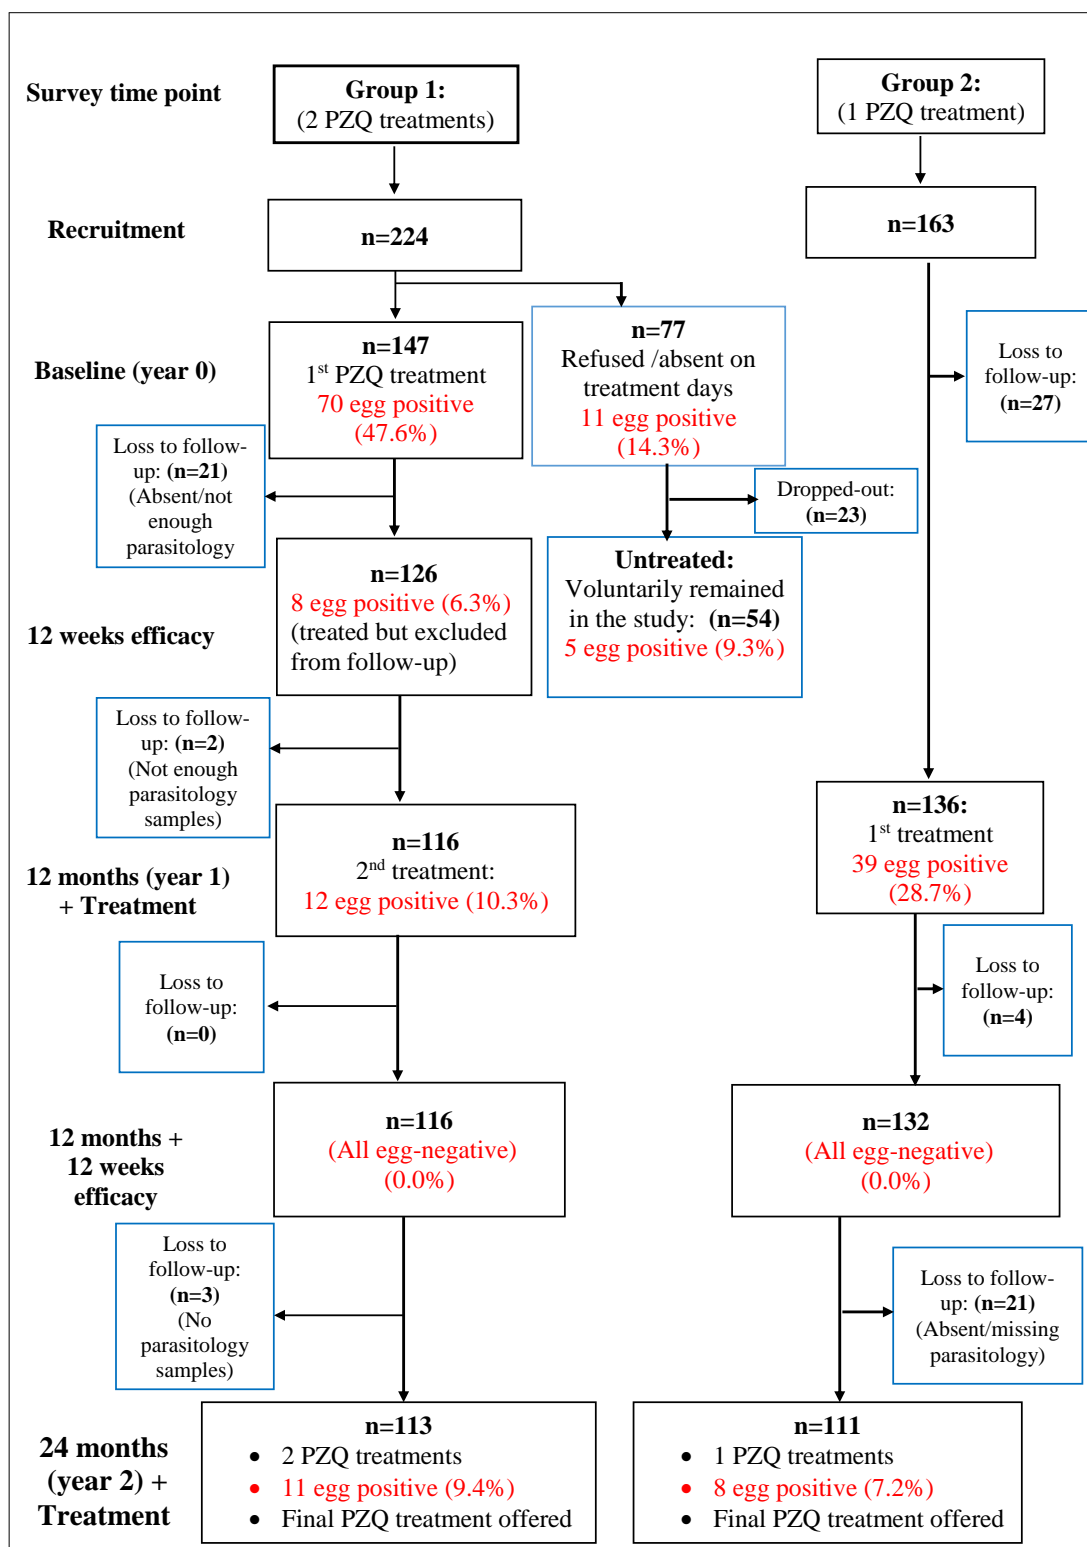 Survey time point
Group 1:
(2 PZQ treatments)
Group 2:
(1 PZQ treatment)
Recruitment
n=224
n=163
Baseline (year 0)
n=147
1st PZQ treatment
70 egg positive
(47.6%)
n=77
Refused /absent on
treatment days
11 egg positive
(14.3%)
Loss to
follow-up:
(n=27)
Loss to follow-
up: (n=21)
(Absent/not
enough
parasitology
Dropped-out:
(n=23)
12 weeks efficacy
n=126
8 egg positive (6.3%)
(treated but excluded
from follow-up)
Untreated:
Voluntarily remained
in the study: (n=54)
5 egg positive (9.3%)
Loss to follow-
up: (n=2)
(Not enough
parasitology
samples)
12 months (year 1)
+ Treatment
n=116
2nd treatment:
12 egg positive (10.3%)
n=136:
1st treatment
39 egg positive
(28.7%)
Loss to
follow-up:
(n=0)
Loss to
follow-up:
(n=4)
12 months +
12 weeks
efficacy
n=116
(All egg-negative)
(0.0%)
n=132
(All egg-negative)
(0.0%)
Loss to
follow-up:
(n=3)
(No
parasitology
samples)
Loss to follow-
up: (n=21)
(Absent/missing
parasitology)
24 months
(year 2) +
Treatment
n=113
• 2 PZQ treatments
• 11 egg positive (9.4%)
• Final PZQ treatment offered
n=111
• 1 PZQ treatments
• 8 egg positive (7.2%)
• Final PZQ treatment offered